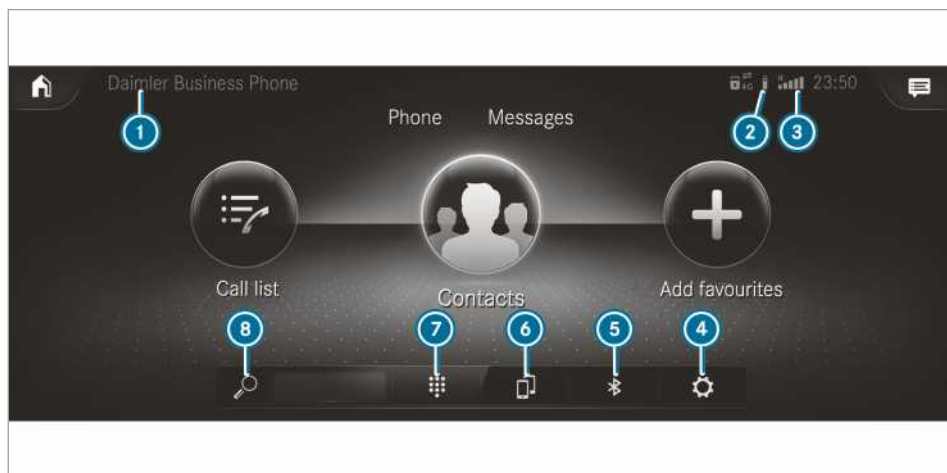 Daimler Business Phone 4G 23:50
Phone Messages
1 2 3
Call list Contacts Add favourites
8 7 6 5 4